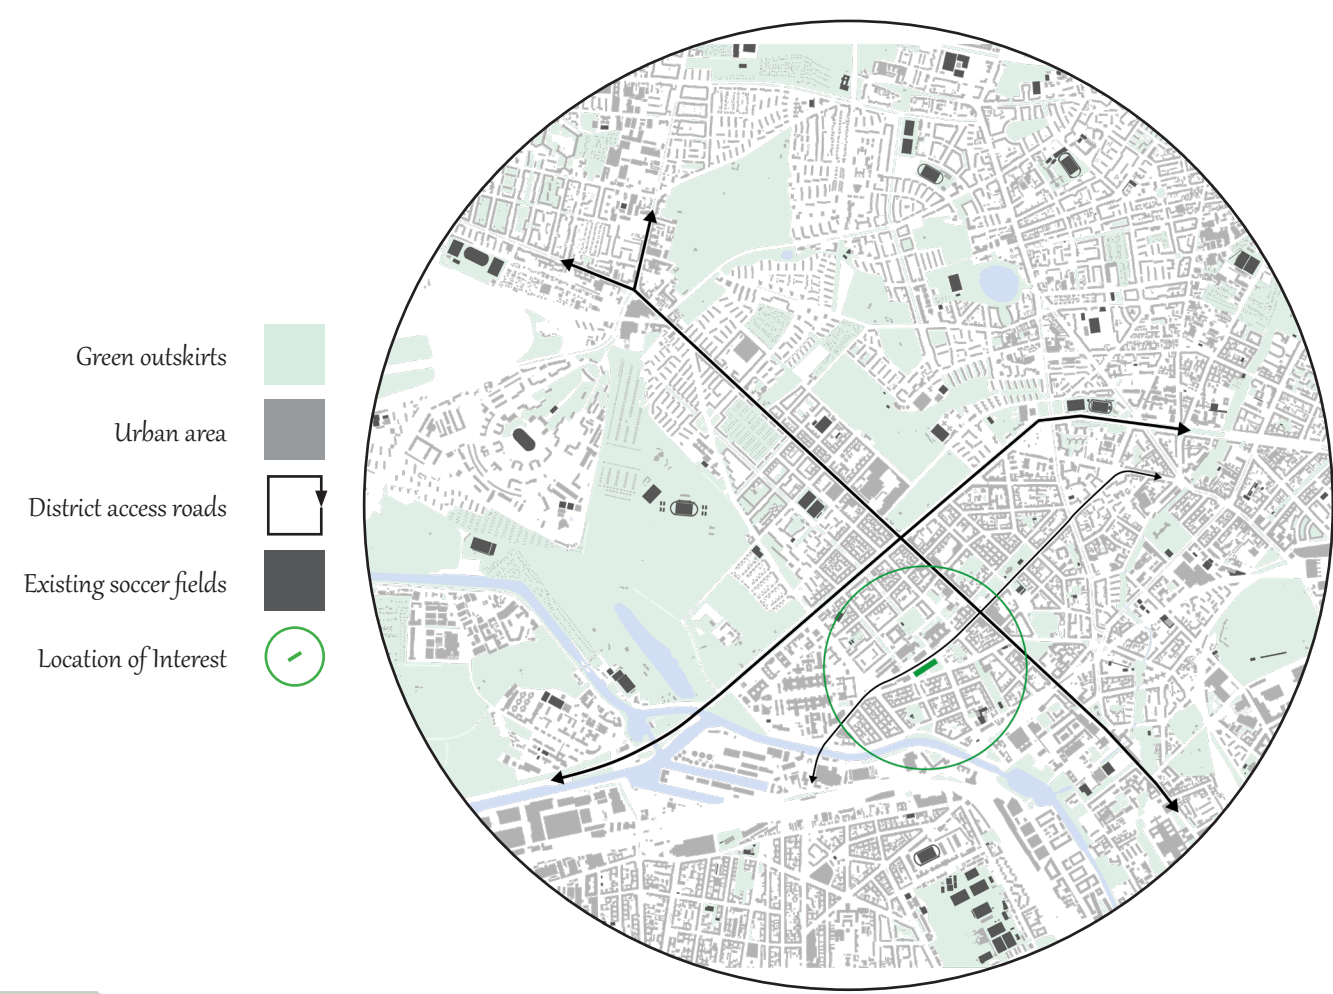 Green outskirts
Urban area
District access roads
Existing soccer fields
Location of Interest